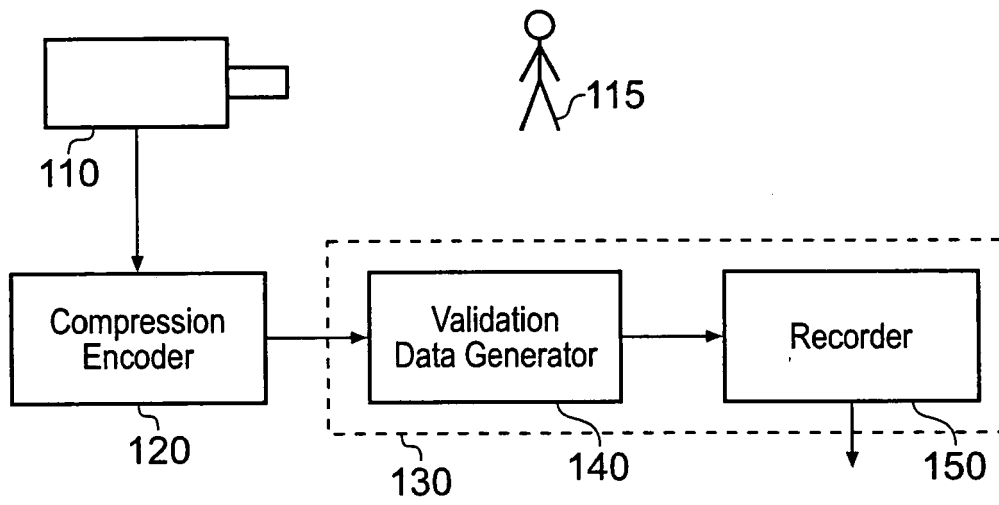 115
110
Compression
Encoder
Validation
Data Generator
Recorder
120
130
140
150